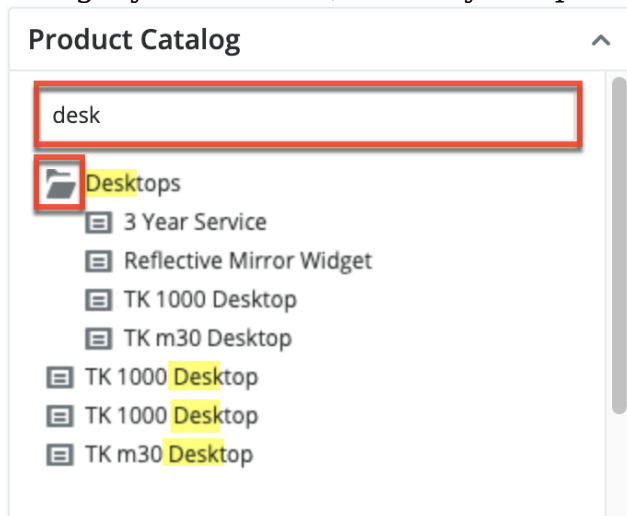 Product Catalog
desk
Desktops
3 Year Service
Reflective Mirror Widget
TK 1000 Desktop
TK m30 Desktop
TK 1000 Desktop
TK 1000 Desktop
TK m30 Desktop